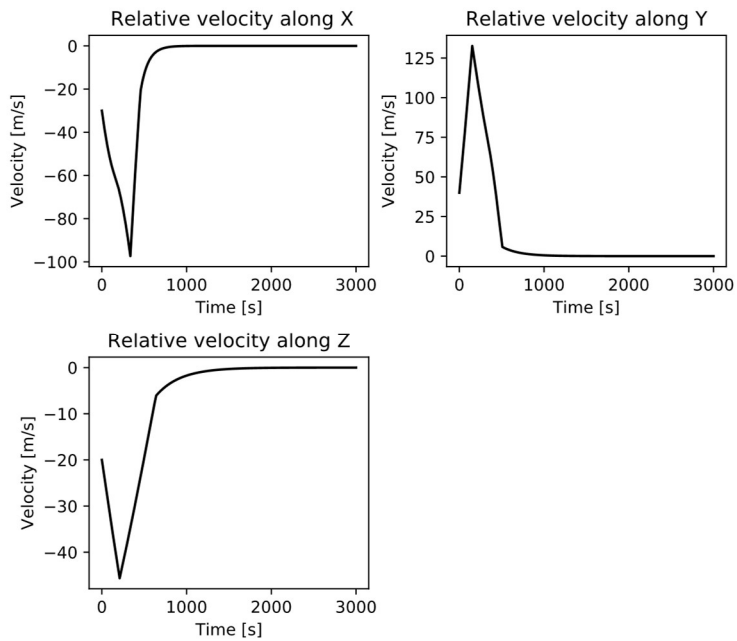 Relative velocity along X
Velocity [m/s]
0
−20
−40
−60
−80
−100
0 1000 2000 3000
Time [s]
Relative velocity along Y
Velocity [m/s]
125
100
75
50
25
0
0 1000 2000 3000
Time [s]
Relative velocity along Z
Velocity [m/s]
0
−10
−20
−30
−40
0 1000 2000 3000
Time [s]